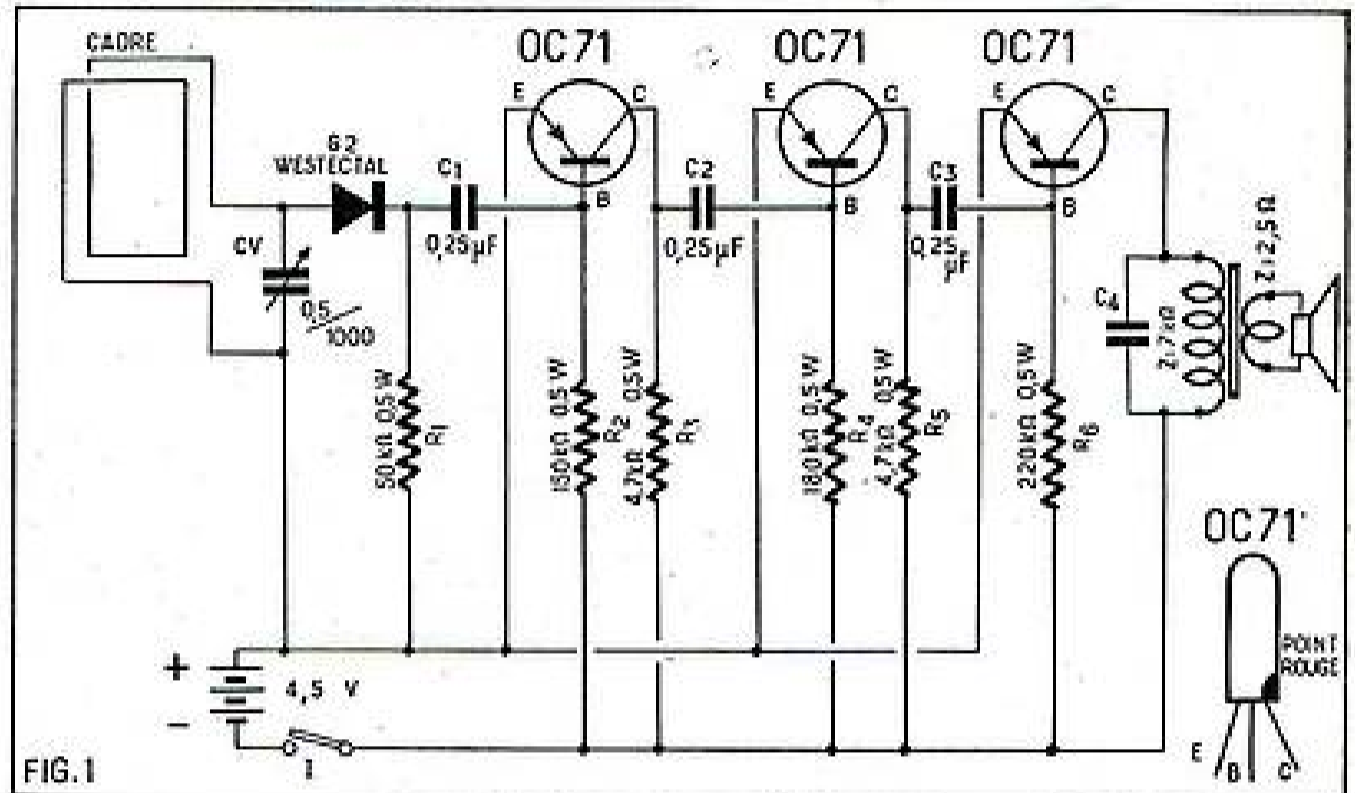 CADRE
OC71
OC71
OC71
E
C
B
E
C
B
E
C
B
G2
WESTECTAL
C1
0,25µF
C2
0,25µF
C3
0,25
µF
CV
0,5
1000
C4
Z:7kΩ
Z:2,5Ω
50kΩ 0,5W
R1
150kΩ 0,5W
R2
4.7kΩ 0,5W
R3
180kΩ 0,5W
R4
4.7kΩ 0,5W
R5
220kΩ 0,5W
R6
OC71
POINT
ROUGE
E
B
C
+
4,5 V
-
I
FIG.1